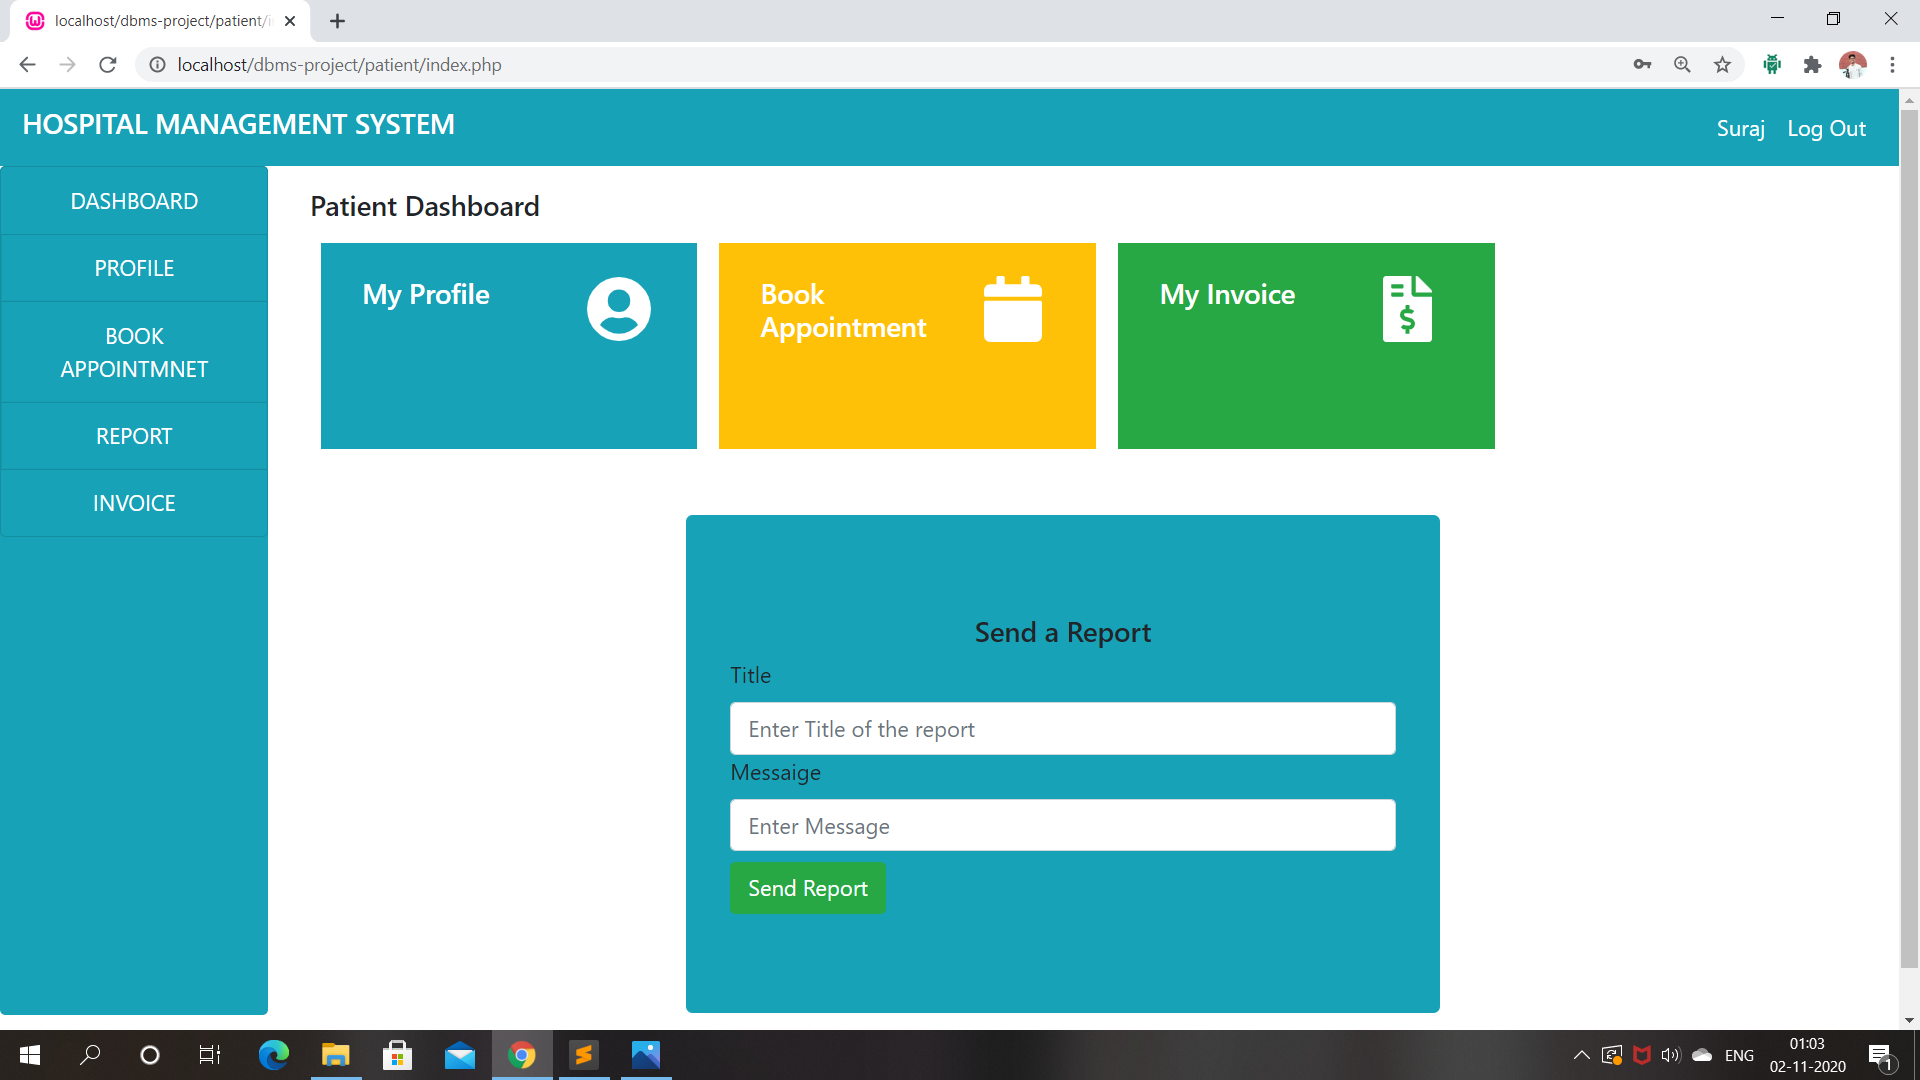 localhost/dbms-project/patient/i
localhost/dbms-project/patient/index.php
HOSPITAL MANAGEMENT SYSTEM
Suraj Log Out
DASHBOARD
PROFILE
BOOK
APPOINTMNET
REPORT
INVOICE
Patient Dashboard
My Profile
Book
Appointment
My Invoice
$
Send a Report
Title
Enter Title of the report
Messaige
Enter Message
Send Report
ENG
01:03
02-11-2020
1